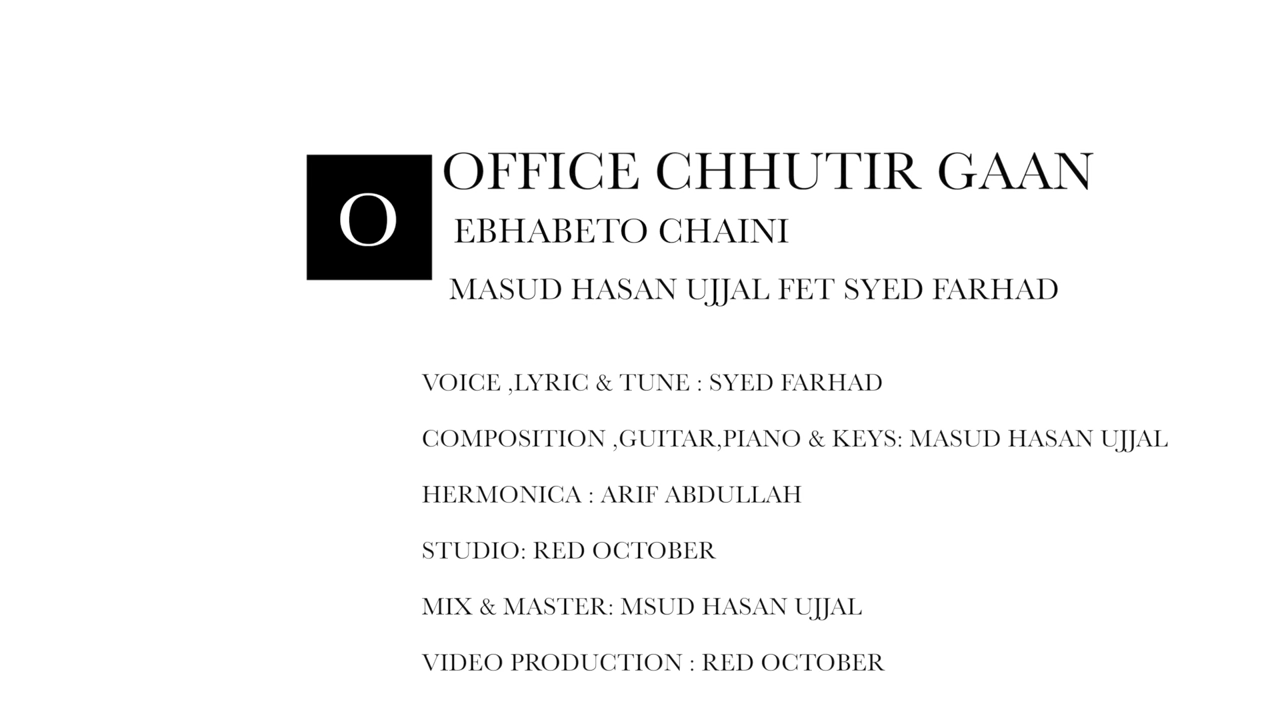 O
OFFICE CHHUTIR GAAN
EBHABETO CHAINI
MASUD HASAN UJJAL FET SYED FARHAD
VOICE ,LYRIC & TUNE : SYED FARHAD
COMPOSITION ,GUITAR,PIANO & KEYS: MASUD HASAN UJJAL
HERMONICA : ARIF ABDULLAH
STUDIO: RED OCTOBER
MIX & MASTER: MSUD HASAN UJJAL
VIDEO PRODUCTION : RED OCTOBER